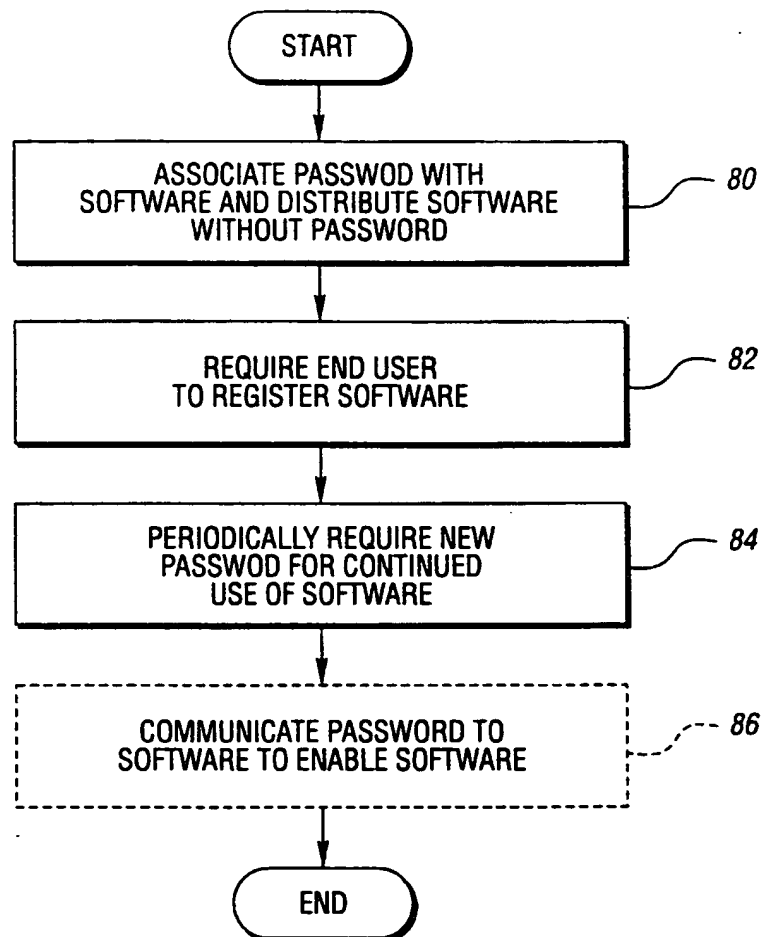 START
ASSOCIATE PASSWOD WITH
SOFTWARE AND DISTRIBUTE SOFTWARE
WITHOUT PASSWORD
80
REQUIRE END USER
TO REGISTER SOFTWARE
82
PERIODICALLY REQUIRE NEW
PASSWOD FOR CONTINUED
USE OF SOFTWARE
84
COMMUNICATE PASSWORD TO
SOFTWARE TO ENABLE SOFTWARE
86
END